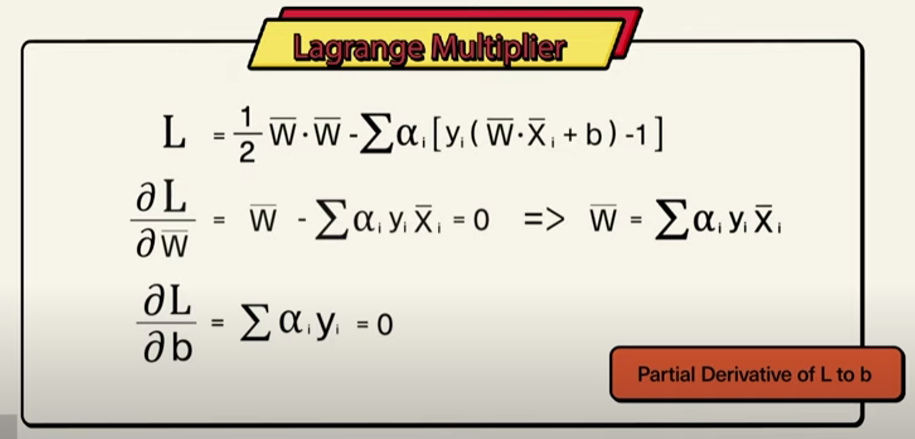 Lagrange Multiplier
L = 1/2 w̅·w̅ - ∑αᵢ[yᵢ(w̅·x̅ᵢ + b) -1]
∂L/∂w̅ = w̅ - ∑αᵢyᵢx̅ᵢ = 0 => w̅ = ∑αᵢyᵢx̅ᵢ
∂L/∂b = ∑αᵢyᵢ = 0
Partial Derivative of L to b